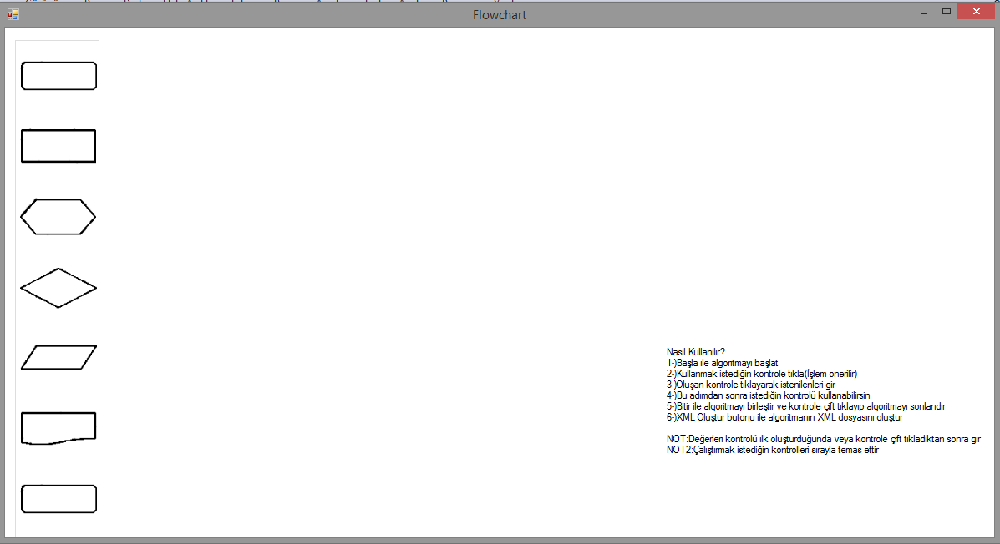 Flowchart
Nasıl Kullanılır?
1-)Başla ile algoritmayı başlat
2-)Kullanmak istediğin kontrole tıkla(İşlem önerilir)
3-)Oluşan kontrole tıklayarak istenilenleri gir
4-)Bu adımdan sonra istediğin kontrolü kullanabilirsin
5-)Bitir ile algoritmayı birleştir ve kontrole çift tıklayıp algoritmayı sonlandır
6-)XML Oluştur butonu ile algoritmanın XML dosyasını oluştur
NOT:Değerleri kontrolü ilk oluşturduğunda veya kontrole çift tıkladıktan sonra gir
NOT2:Çalıştırmak istediğin kontrolleri sırayla temas ettir